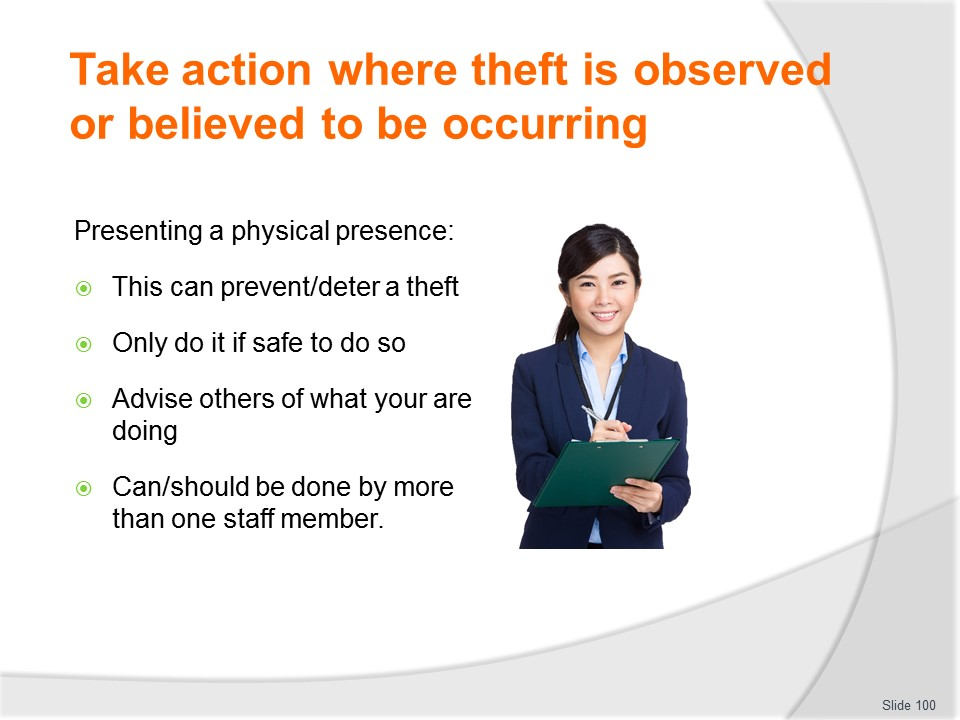 Take action where theft is observed
or believed to be occurring
Presenting a physical presence:
This can prevent/deter a theft
Only do it if safe to do so
Advise others of what your are
doing
Can/should be done by more
than one staff member.
Slide 100